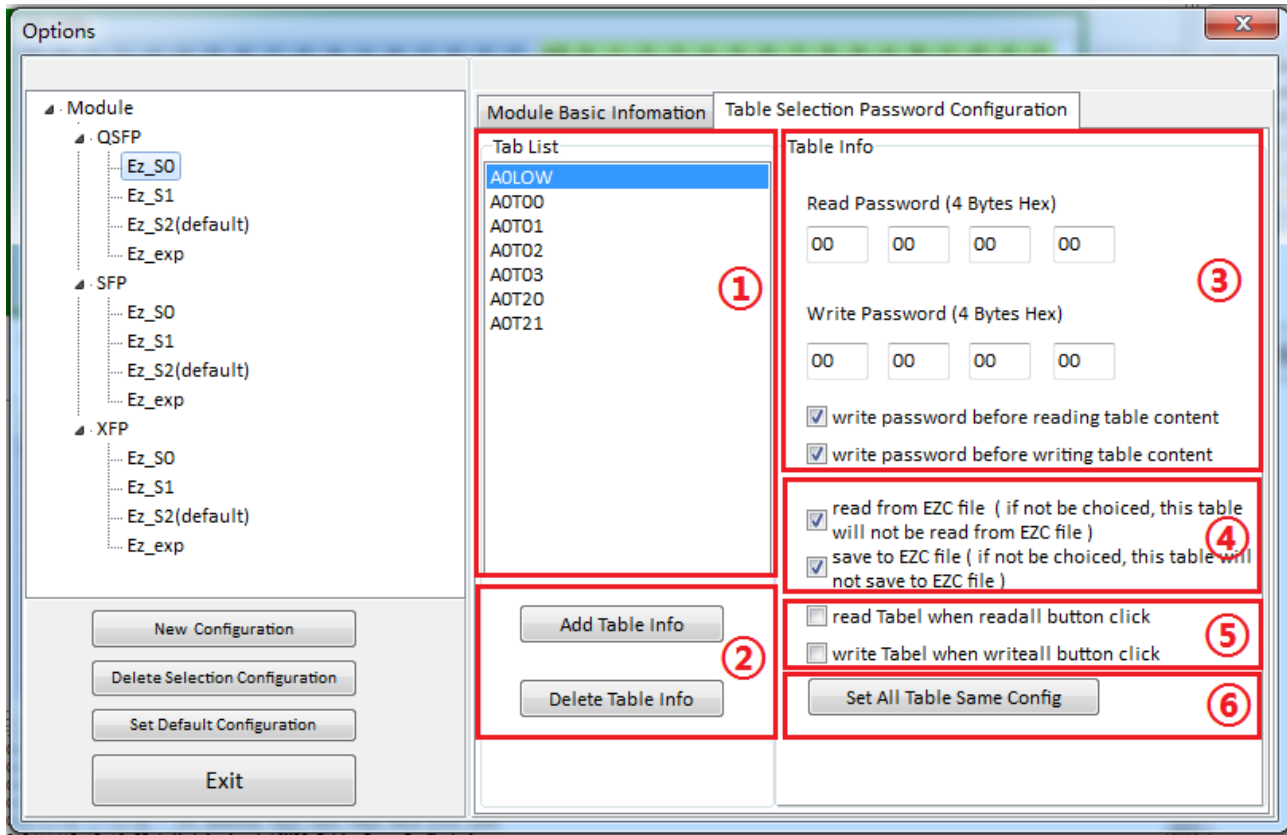 Options
Module
QSFP
Ez_S0
Ez_S1
Ez_S2(default)
Ez_exp
SFP
Ez_S0
Ez_S1
Ez_S2(default)
Ez_exp
XFP
Ez_S0
Ez_S1
Ez_S2(default)
Ez_exp
New Configuration
Delete Selection Configuration
Set Default Configuration
Exit
Module Basic Infomation
Table Selection Password Configuration
Tab List
A0LOW
A0T00
A0T01
A0T02
A0T03
A0T20
A0T21
①
Add Table Info
②
Delete Table Info
Table Info
Read Password (4 Bytes Hex)
00 00 00 00
③
Write Password (4 Bytes Hex)
00 00 00 00
write password before reading table content
write password before writing table content
read from EZC file ( if not be choiced, this table
will not be read from EZC file )
④
save to EZC file ( if not be choiced, this table will
not save to EZC file )
read Tabel when readall button click
⑤
write Tabel when writeall button click
Set All Table Same Config
⑥